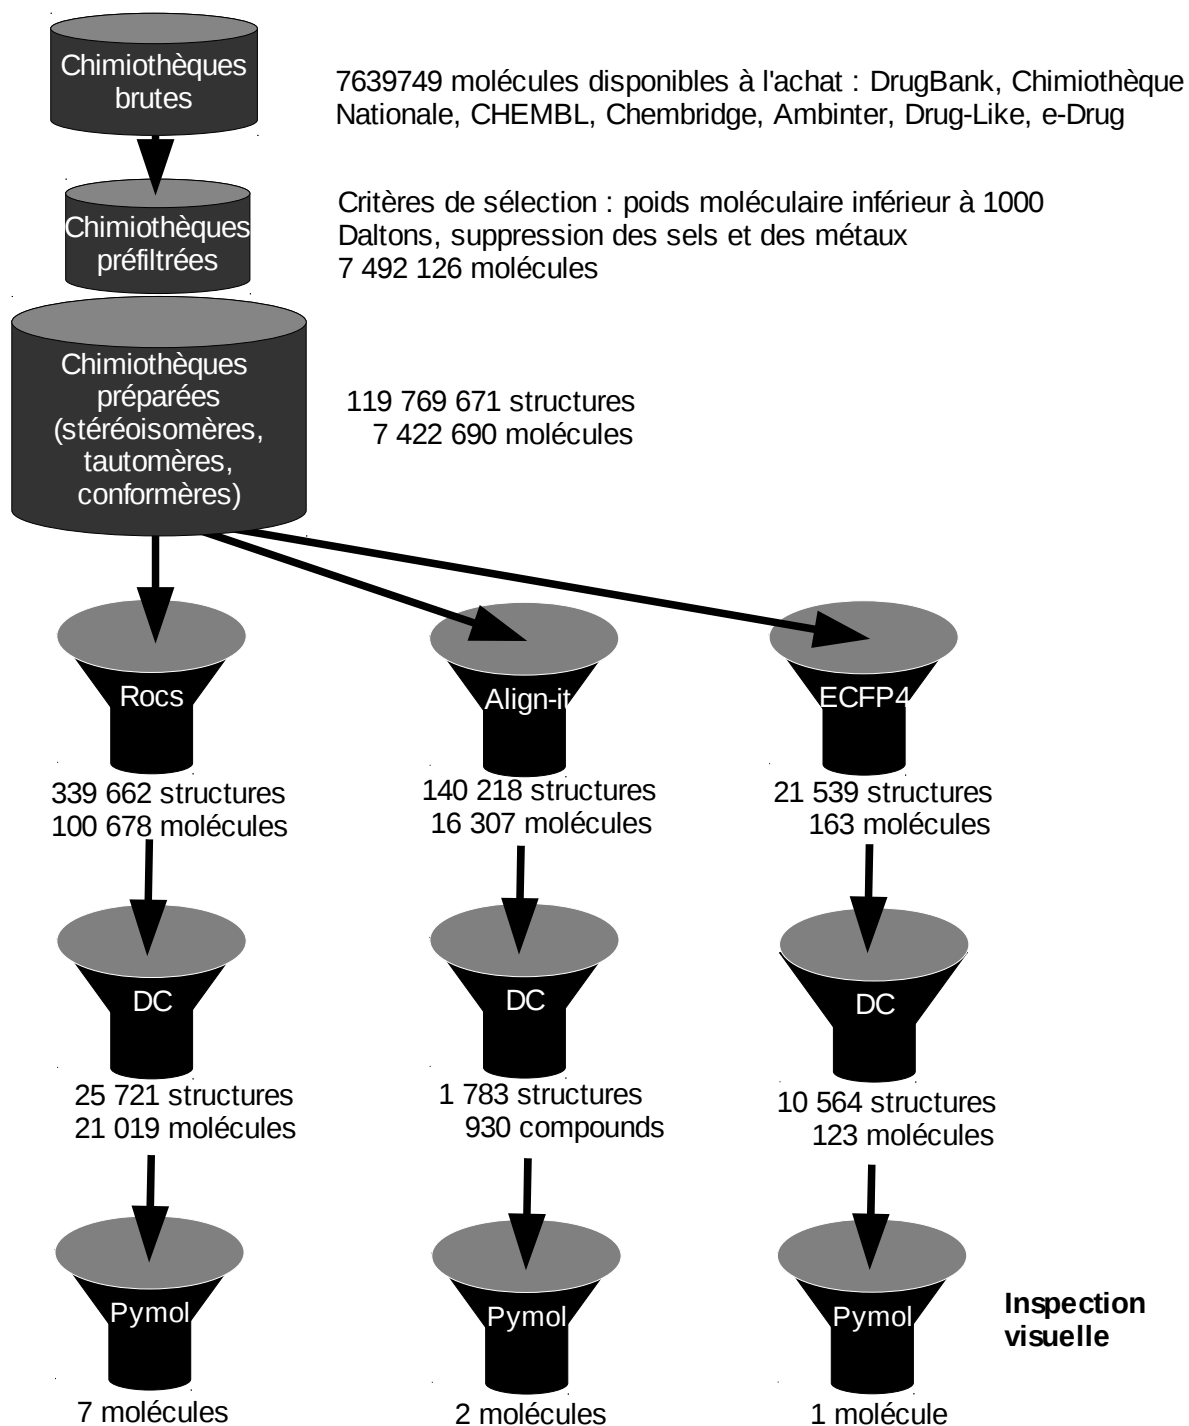 Chimiothèques
brutes
7639749 molécules disponibles à l'achat : DrugBank, Chimiothèque
Nationale, CHEMBL, Chembridge, Ambinter, Drug-Like, e-Drug
Chimiothèques
préfiltrées
Critères de sélection : poids moléculaire inférieur à 1000
Daltons, suppression des sels et des métaux
7 492 126 molécules
Chimiothèques
préparées
(stéréoisomères,
tautomères,
conformères)
119 769 671 structures
7 422 690 molécules
Rocs
Align-it
ECFP4
339 662 structures
100 678 molécules
140 218 structures
16 307 molécules
21 539 structures
163 molécules
DC
DC
DC
25 721 structures
21 019 molécules
1 783 structures
930 compounds
10 564 structures
123 molécules
Pymol
Pymol
Pymol
Inspection
visuelle
7 molécules
2 molécules
1 molécule